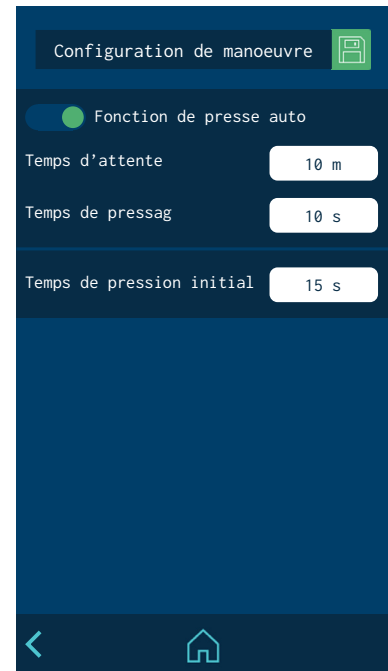 Configuration de manoeuvre
Fonction de presse auto
Temps d'attente 10 m
Temps de pressag 10 s
Temps de pression initial 15 s